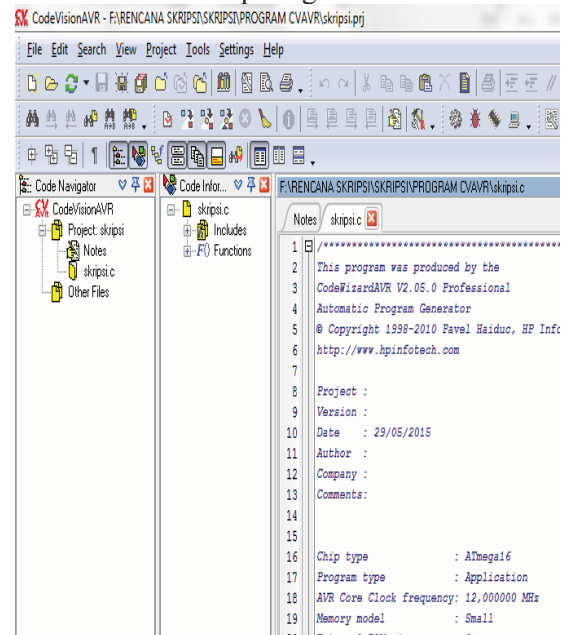 CodeVisionAVR - F:\RENCANA SKRIPSI\SKRIPSI\PROGRAM CVAVR\skripsi.prj
File Edit Search View Project Tools Settings Help
Code Navigator
CodeVisionAVR
Project: skripsi
Notes
skripsi.c
Other Files
Code Infor...
skripsi.c
Includes
F() Functions
F:\RENCANA SKRIPSI\SKRIPSI\PROGRAM CVAVR\skripsi.c
Notes skripsi.c
1 /*******************************************
2 This program was produced by the
3 CodeWizardAVR V2.05.0 Professional
4 Automatic Program Generator
5 © Copyright 1998-2010 Pavel Haiduc, HP Info
6 http://www.hpinfotech.com
7
8 Project :
9 Version :
10 Date : 29/05/2015
11 Author :
12 Company :
13 Comments:
14
15
16 Chip type : ATmega16
17 Program type : Application
18 AVR Core Clock frequency: 12,000000 MHz
19 Memory model : Small